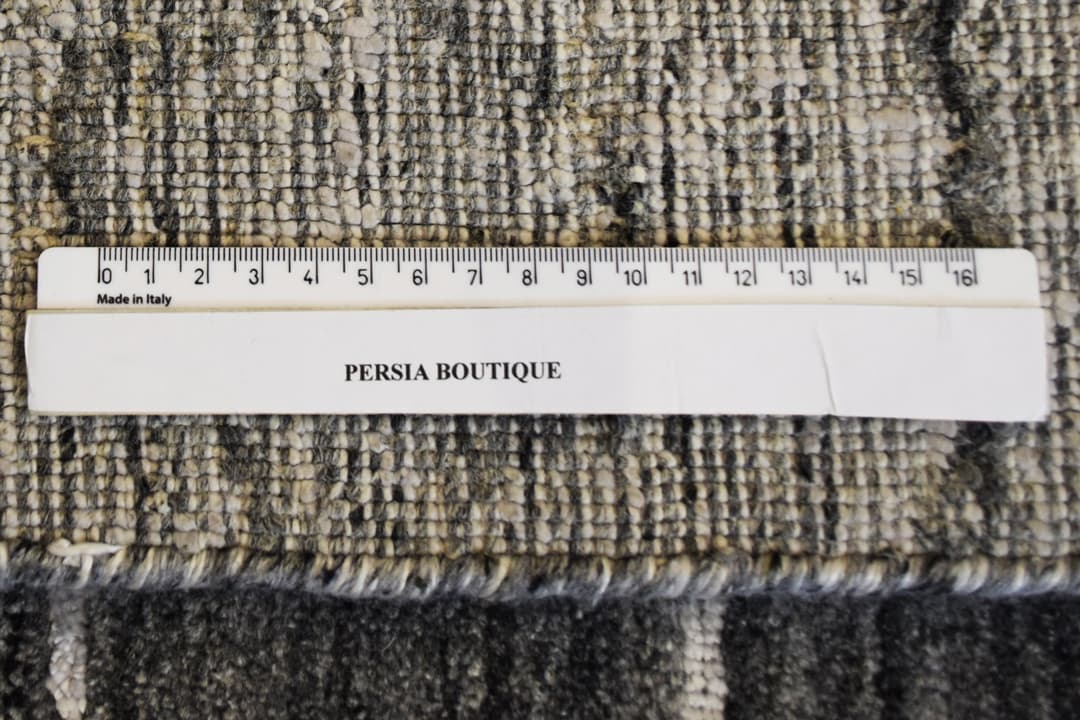 0 1 2 3 4 5 6 7 8 9 10 11 12 13 14 15 16
Made in Italy
PERSIA BOUTIQUE